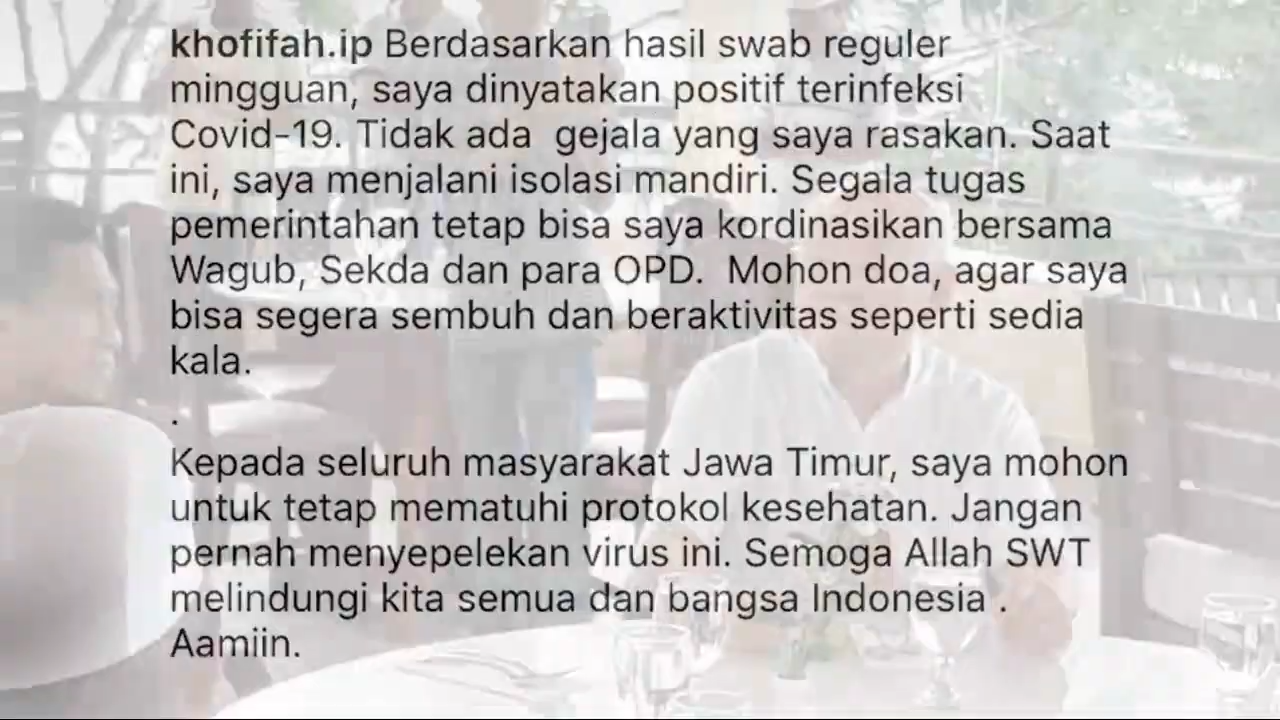 khofifah.ip Berdasarkan hasil swab reguler
mingguan, saya dinyatakan positif terinfeksi
Covid-19. Tidak ada  gejala yang saya rasakan. Saat
ini, saya menjalani isolasi mandiri. Segala tugas
pemerintahan tetap bisa saya kordinasikan bersama
Wagub, Sekda dan para OPD.  Mohon doa, agar saya
bisa segera sembuh dan beraktivitas seperti sedia
kala.
.
Kepada seluruh masyarakat Jawa Timur, saya mohon
untuk tetap mematuhi protokol kesehatan. Jangan
pernah menyepelekan virus ini. Semoga Allah SWT
melindungi kita semua dan bangsa Indonesia .
Aamiin.